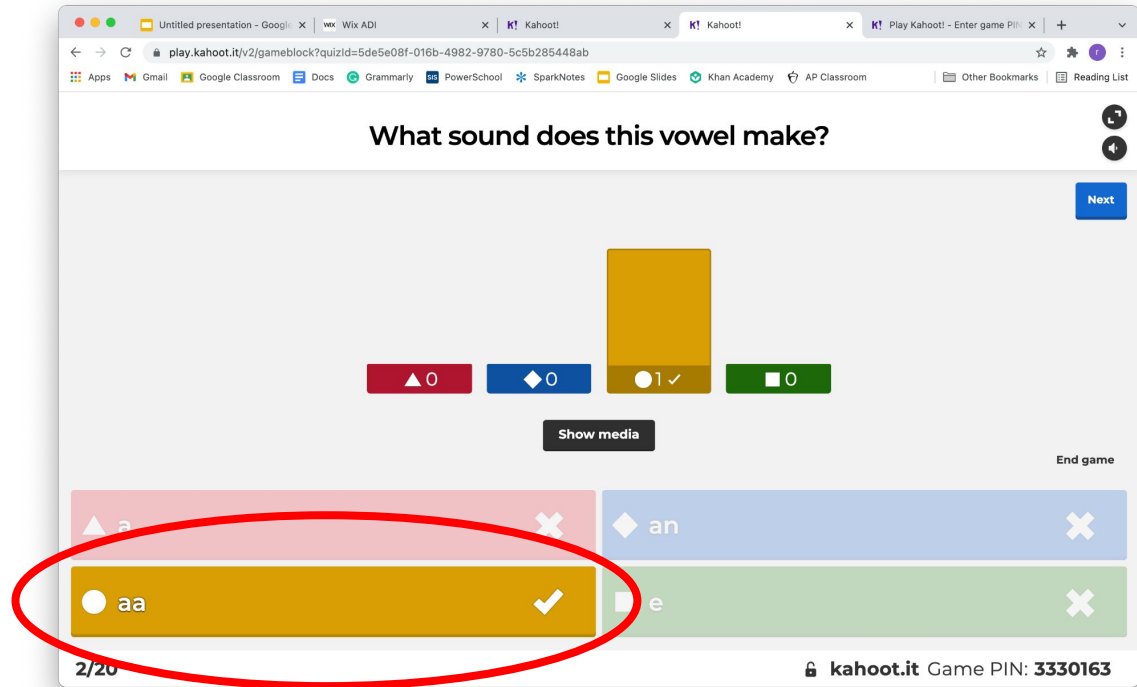 Untitled presentation - Google
WiX Wix ADI
K! Kahoot!
K! Kahoot!
K! Play Kahoot! - Enter game PIN
play.kahoot.it/v2/gameblock?quizId=5de5e08f-016b-4982-9780-5c5b285448ab
r
Apps
Gmail
Google Classroom
Docs
Grammarly
SIS PowerSchool
SparkNotes
Google Slides
Khan Academy
AP Classroom
Other Bookmarks
Reading List
What sound does this vowel make?
Next
0
0
1
0
Show media
End game
a
an
aa
e
2/20
kahoot.it Game PIN: 3330163